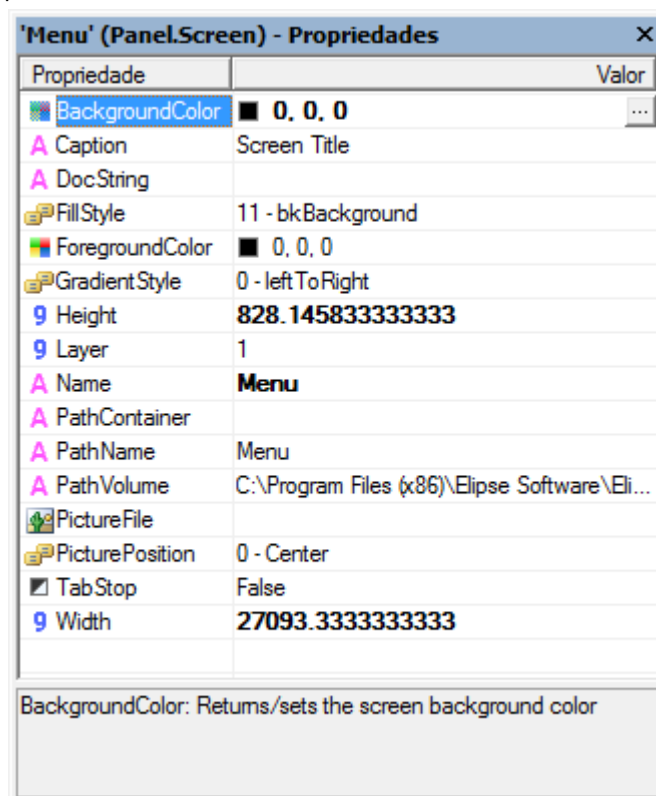 'Menu' (Panel.Screen) - Propriedades
Propriedade Valor
BackgroundColor 0, 0, 0 ...
Caption Screen Title
DocString
FillStyle 11 - bkBackground
ForegroundColor 0, 0, 0
GradientStyle 0 - leftToRight
Height 828.145833333333
Layer 1
Name Menu
PathContainer
PathName Menu
PathVolume C:\Program Files (x86)\Elipse Software\Eli...
PictureFile
PicturePosition 0 - Center
TabStop False
Width 27093.3333333333
BackgroundColor: Returns/sets the screen background color